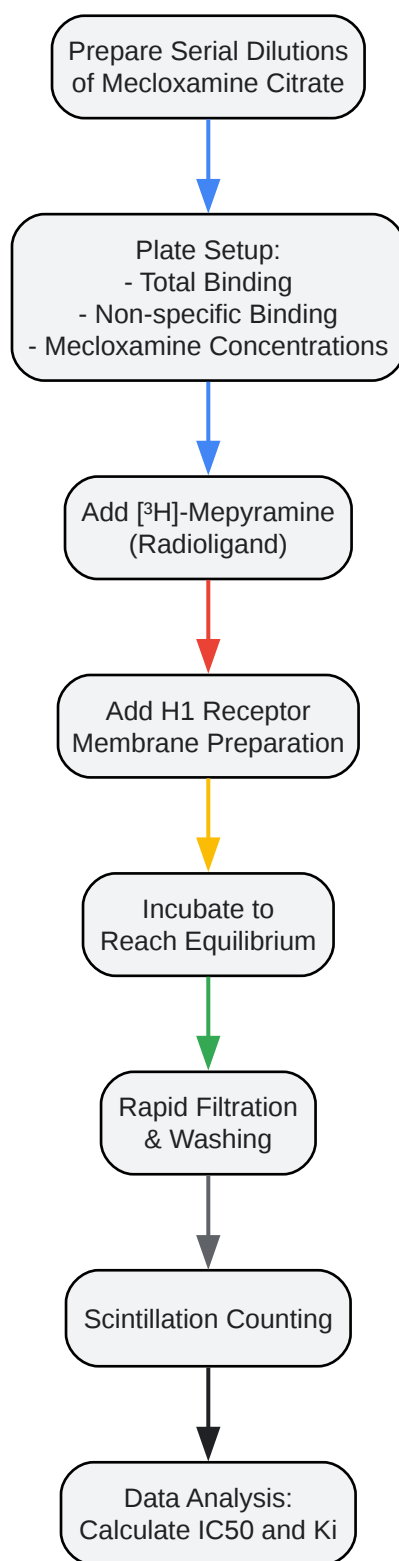 Prepare Serial Dilutions
of Mecloxamine Citrate
Plate Setup:
- Total Binding
- Non-specific Binding
- Mecloxamine Concentrations
Add [³H]-Mepyramine
(Radioligand)
Add H1 Receptor
Membrane Preparation
Incubate to
Reach Equilibrium
Rapid Filtration
& Washing
Scintillation Counting
Data Analysis:
Calculate IC50 and Ki